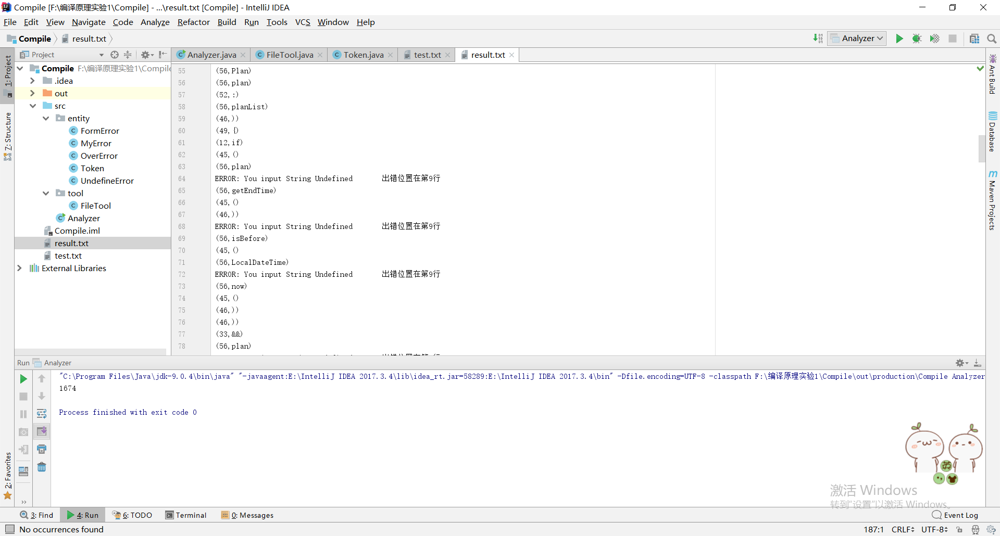 Compile [F:\编译原理实验1\Compile] - ...\result.txt [Compile] - IntelliJ IDEA
File Edit View Navigate Code Analyze Refactor Build Run Tools VCS Window Help
Compile result.txt
Analyzer
1: Project
7: Structure
2: Favorites
Project
Compile F:\编译原理实验1\Compile
.idea
out
src
entity
FormError
MyError
OverError
Token
UndefineError
tool
FileTool
Analyzer
Compile.iml
result.txt
test.txt
External Libraries
Analyzer.java FileTool.java Token.java test.txt result.txt
55 (56,Plan)
56 (56,plan)
57 (52,:)
58 (56,planList)
59 (46,))
60 (49,{)
61 (12,if)
62 (45,()
63 (56,plan)
64 ERROR: You input String Undefined 出错位置在第9行
65 (56,getEndTime)
66 (45,()
67 (46,))
68 ERROR: You input String Undefined 出错位置在第9行
69 (56,isBefore)
70 (45,()
71 (56,LocalDateTime)
72 ERROR: You input String Undefined 出错位置在第9行
73 (56,now)
74 (45,()
75 (46,))
76 (46,))
77 (33,&&)
78 (56,plan)
Ant Build
Database
Maven Projects
Run Analyzer
"C:\Program Files\Java\jdk-9.0.4\bin\java" "-javaagent:E:\IntelliJ IDEA 2017.3.4\lib\idea_rt.jar=58289:E:\IntelliJ IDEA 2017.3.4\bin" -Dfile.encoding=UTF-8 -classpath F:\编译原理实验1\Compile\out\production\Compile Analyzer
1674
Process finished with exit code 0
英
激活 Windows
转到“设置”以激活 Windows。
3: Find 4: Run 6: TODO Terminal 0: Messages Event Log
No occurrences found 187:1 CRLF UTF-8